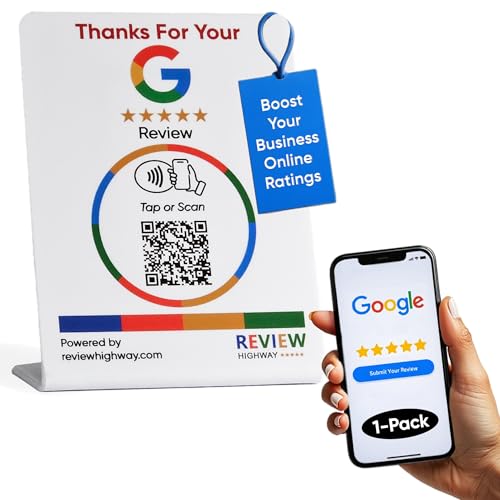 Thanks For Your
G
Review
Tap or Scan
Powered by
reviewhighway.com
REVIEW
HIGHWAY
Boost
Your
Business
Online
Ratings
Google
Submit Your Review
1-Pack